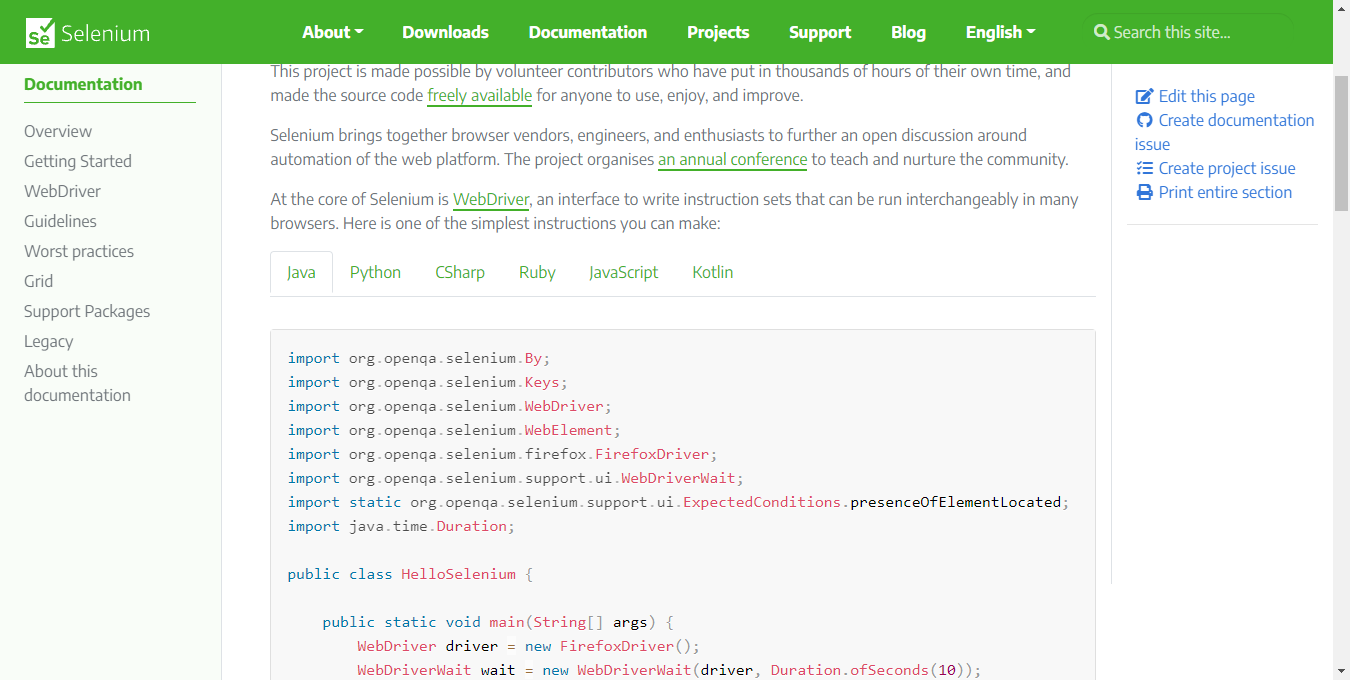 Se Selenium
About Downloads Documentation Projects Support Blog English Search this site…
Documentation
Overview
Getting Started
WebDriver
Guidelines
Worst practices
Grid
Support Packages
Legacy
About this
documentation
This project is made possible by volunteer contributors who have put in thousands of hours of their own time, and
made the source code freely available for anyone to use, enjoy, and improve.
Selenium brings together browser vendors, engineers, and enthusiasts to further an open discussion around
automation of the web platform. The project organises an annual conference to teach and nurture the community.
At the core of Selenium is WebDriver, an interface to write instruction sets that can be run interchangeably in many
browsers. Here is one of the simplest instructions you can make:
Java Python CSharp Ruby JavaScript Kotlin
import org.openqa.selenium.By;
import org.openqa.selenium.Keys;
import org.openqa.selenium.WebDriver;
import org.openqa.selenium.WebElement;
import org.openqa.selenium.firefox.FirefoxDriver;
import org.openqa.selenium.support.ui.WebDriverWait;
import static org.openqa.selenium.support.ui.ExpectedConditions.presenceOfElementLocated;
import java.time.Duration;
public class HelloSelenium {
public static void main(String[] args) {
WebDriver driver = new FirefoxDriver();
WebDriverWait wait = new WebDriverWait(driver, Duration.ofSeconds(10));
Edit this page
Create documentation
issue
Create project issue
Print entire section